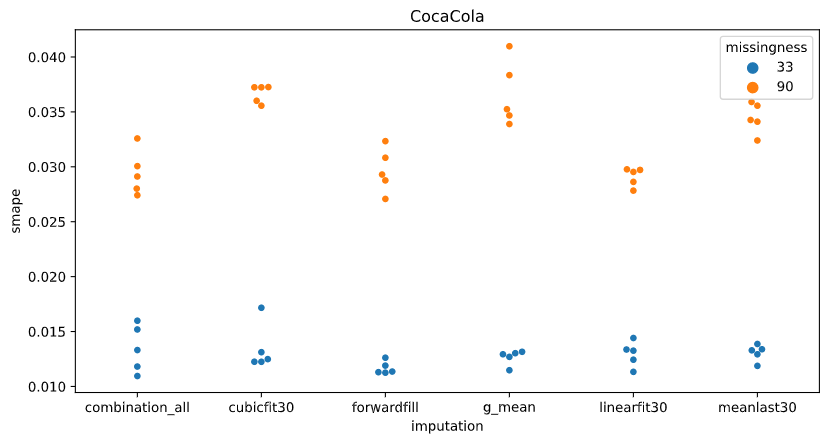 CocaCola
missingness
33
90
0.040
0.035
0.030
0.025
0.020
0.015
0.010
smape
combination_all cubicfit30 forwardfill g_mean linearfit30 meanlast30
imputation